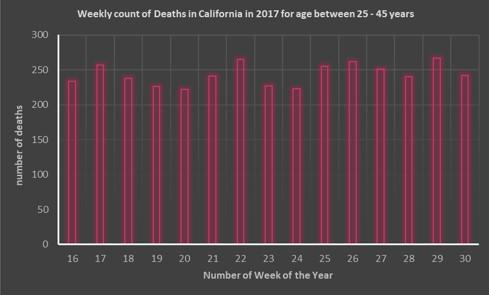 Weekly count of Deaths in California in 2017 for age between 25 - 45 years
300
250
200
150
100
50
0
number of deaths
16 17 18 19 20 21 22 23 24 25 26 27 28 29 30
Number of Week of the Year